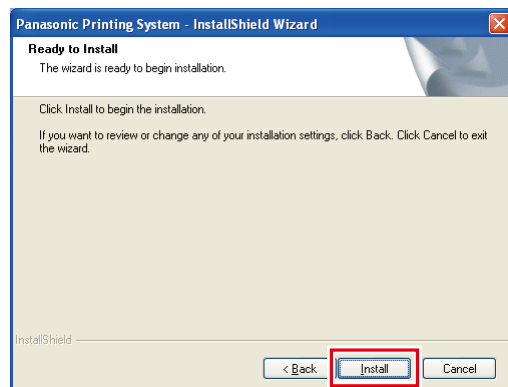 Panasonic Printing System - InstallShield Wizard
Ready to Install
The wizard is ready to begin installation.
Click Install to begin the installation.
If you want to review or change any of your installation settings, click Back. Click Cancel to exit
the wizard.
InstallShield
< Back Install Cancel